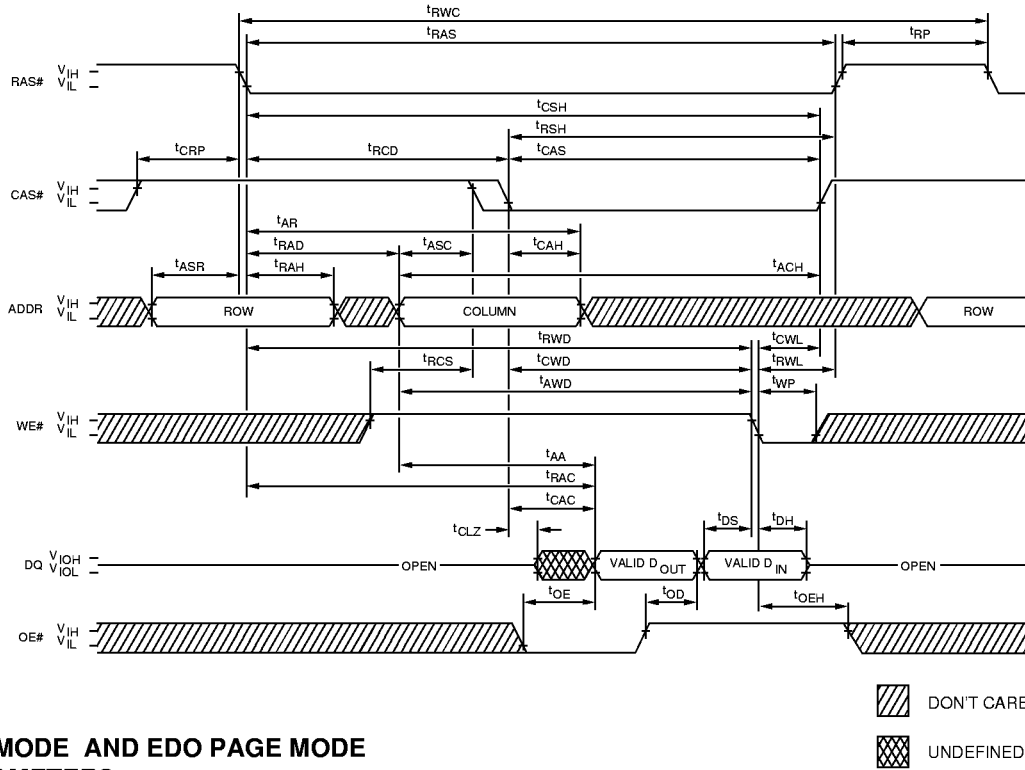 tRWC
tRAS tRP
RAS# VIH
VIL
tCSH
tRSH
tCRP tRCD tCAS
CAS# VIH
VIL
tAR
tRAD tASC tCAH
tASR tRAH tACH
ADDR VIH
VIL
ROW COLUMN ROW
tRWD tCWL
tRCS tCWD tRWL
tAWD tWP
WE# VIH
VIL
tAA
tRAC
tCAC
tCLZ tDS tDH
DQ VIOH
VIOL
OPEN VALID DOUT VALID DIN OPEN
tOE tOD tOEH
OE# VIH
VIL
DON'T CARE
MODE AND EDO PAGE MODE
UNDEFINED